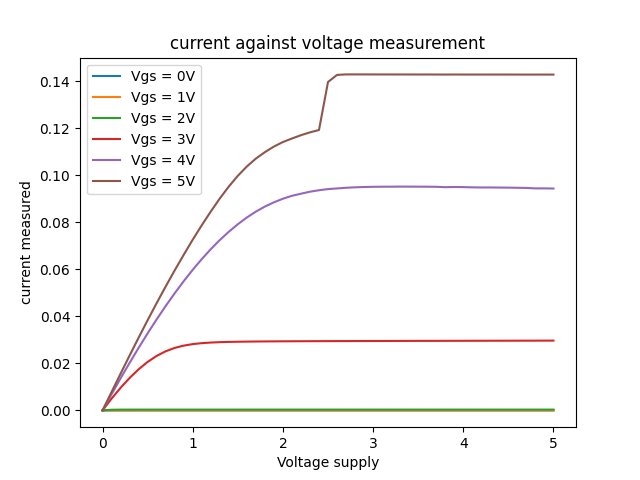 current against voltage measurement
current measured
0.14
0.12
0.10
0.08
0.06
0.04
0.02
0.00
Vgs = 0V
Vgs = 1V
Vgs = 2V
Vgs = 3V
Vgs = 4V
Vgs = 5V
0 1 2 3 4 5
Voltage supply